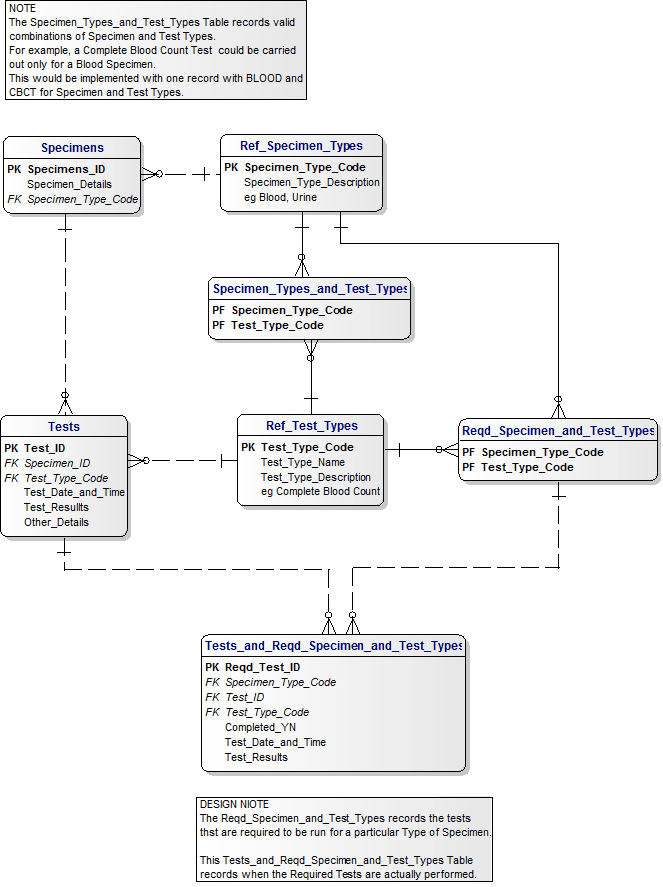 NOTE
The Specimen_Types_and_Test_Types Table records valid
combinations of Specimen and Test Types.
For example, a Complete Blood Count Test could be carried
out only for a Blood Specimen.
This would be implemented with one record with BLOOD and
CBCT for Specimen and Test Types.
Specimens
PK Specimens_ID
Specimen_Details
FK Specimen_Type_Code
Ref_Specimen_Types
PK Specimen_Type_Code
Specimen_Type_Description
eg Blood, Urine
Specimen_Types_and_Test_Types
PF Specimen_Type_Code
PF Test_Type_Code
Tests
PK Test_ID
FK Specimen_ID
FK Test_Type_Code
Test_Date_and_Time
Test_Resullts
Other_Details
Ref_Test_Types
PK Test_Type_Code
Test_Type_Name
Test_Type_Description
eg Complete Blood Count
Reqd_Specimen_and_Test_Types
PF Specimen_Type_Code
PF Test_Type_Code
Tests_and_Reqd_Specimen_and_Test_Types
PK Reqd_Test_ID
FK Specimen_Type_Code
FK Test_ID
FK Test_Type_Code
Completed_YN
Test_Date_and_Time
Test_Results
DESIGN NIOTE
The Reqd_Specimen_and_Test_Types records the tests
thst are required to be run for a particular Type of Specimen.
This Tests_and_Reqd_Specimen_and_Test_Types Table
records when the Required Tests are actually performed.